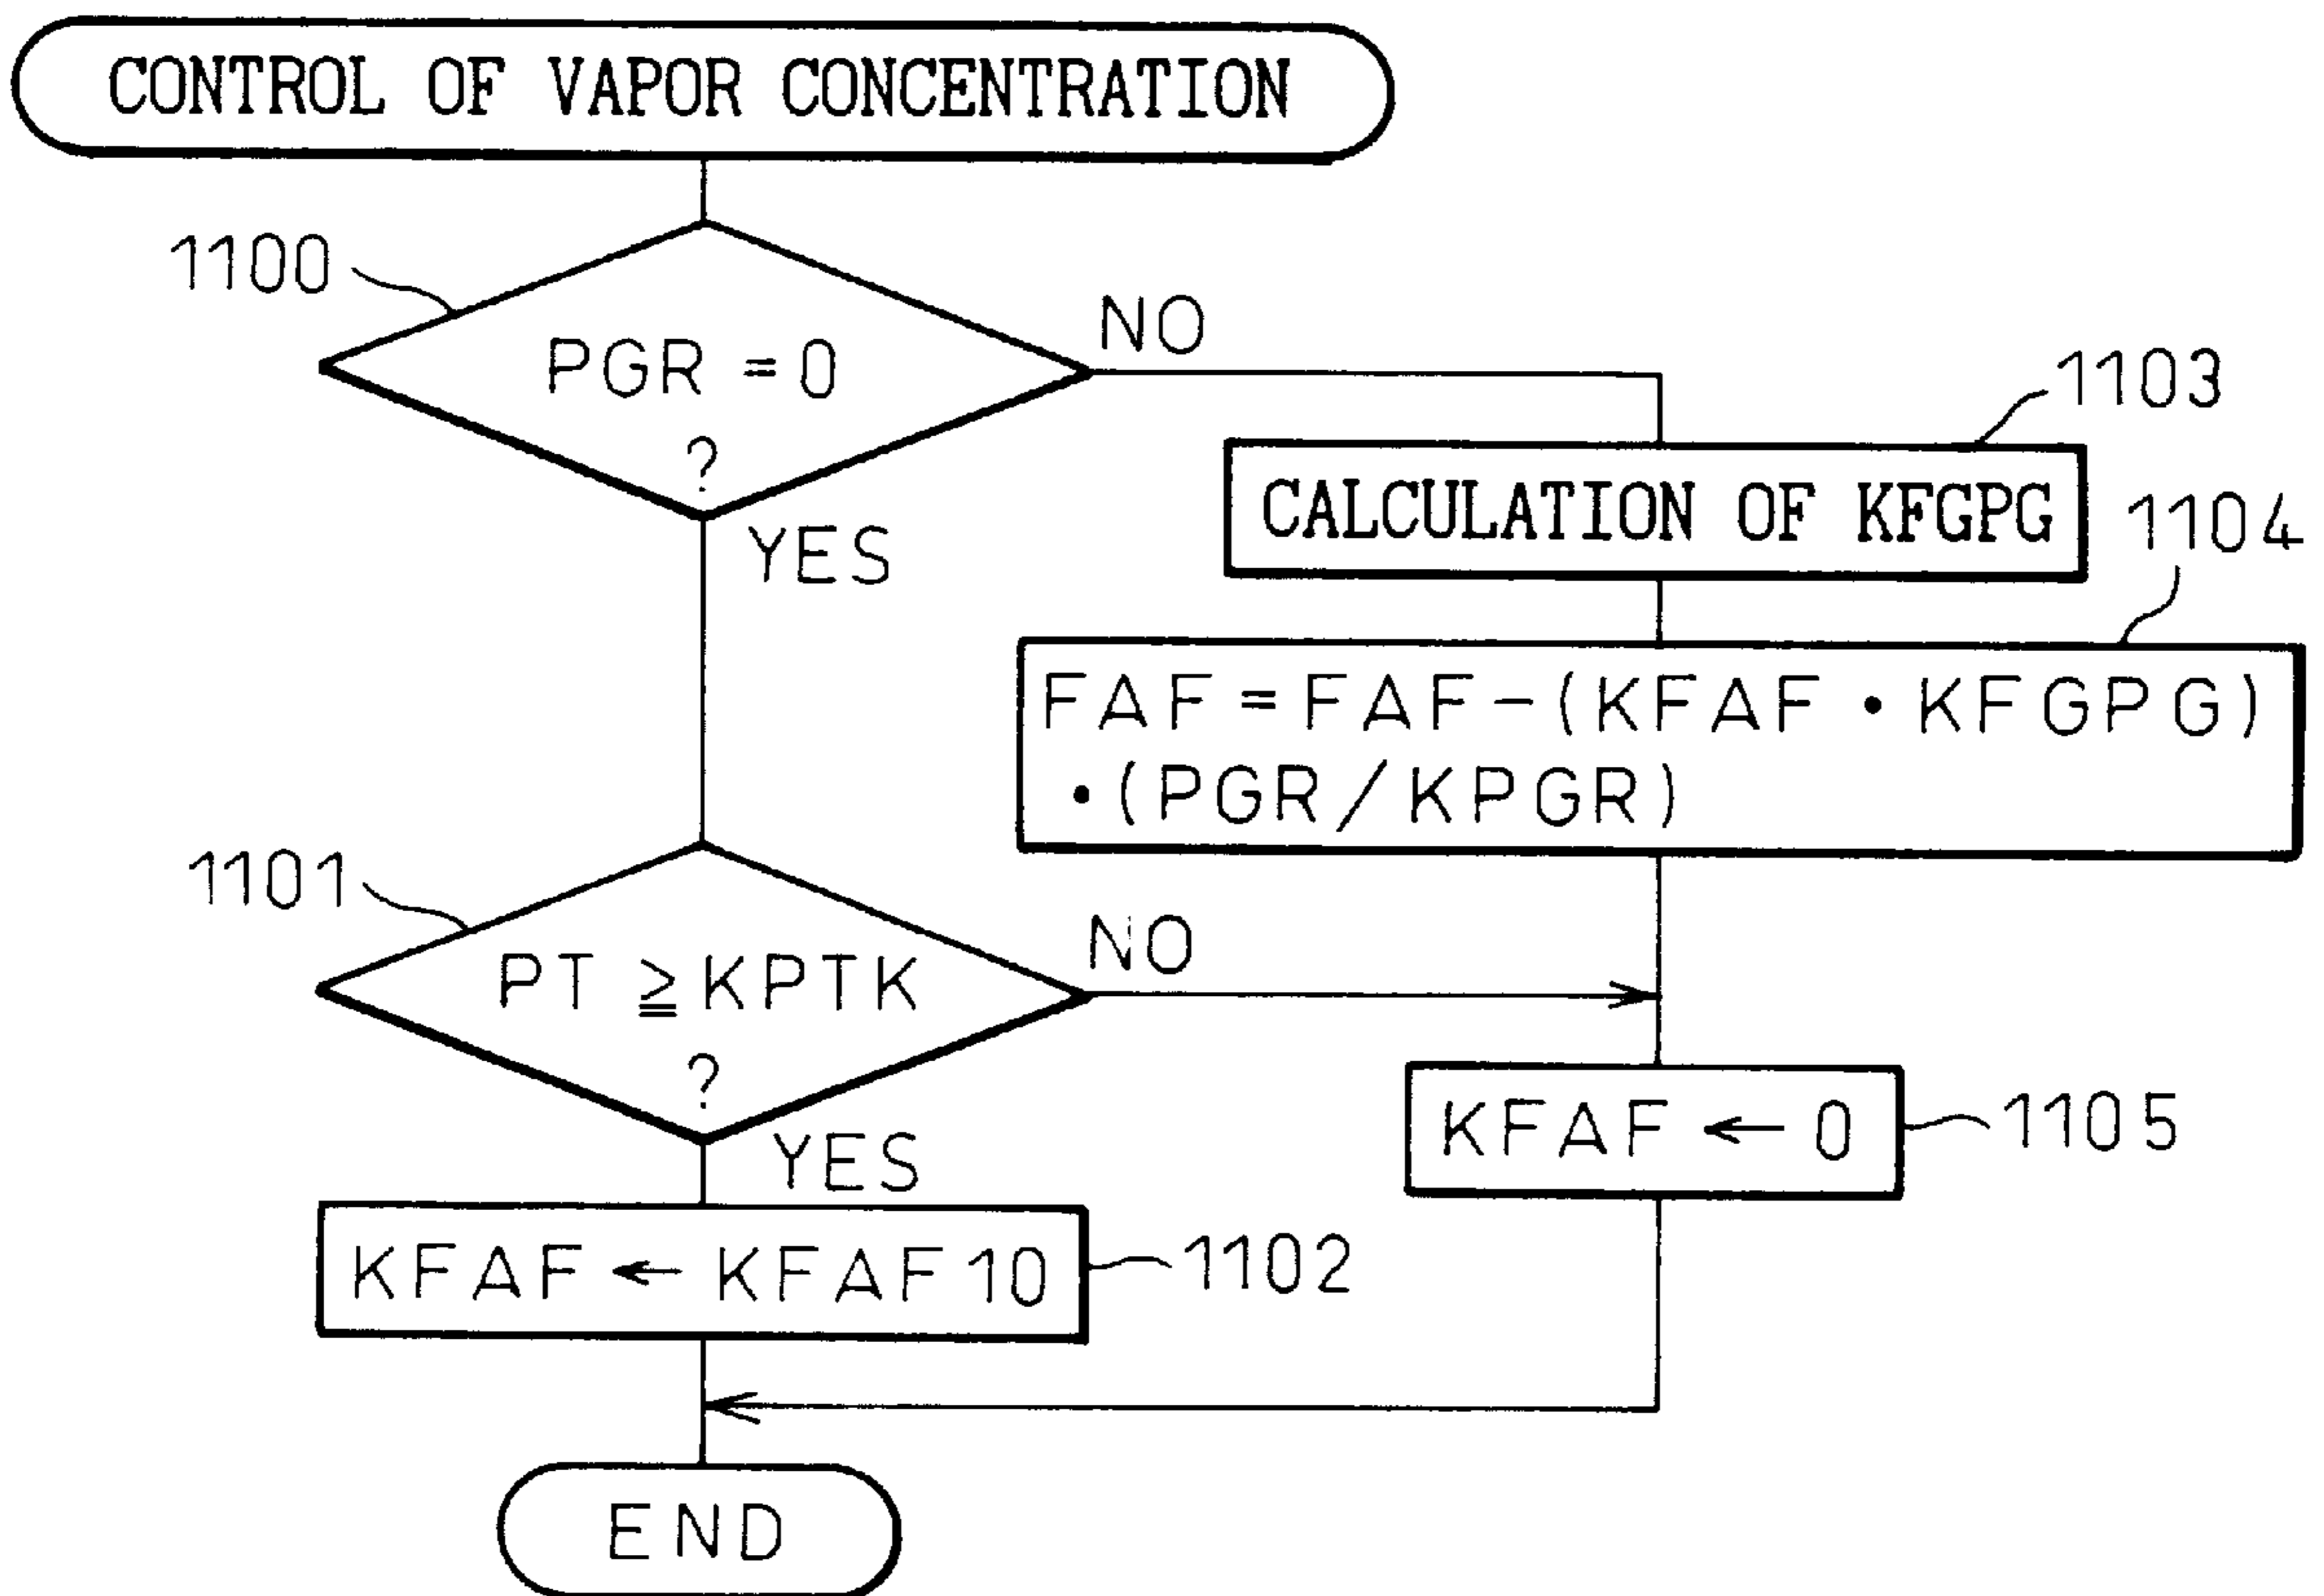 CONTROL OF VAPOR CONCENTRATION
1100
PGR = 0
?
NO
YES
1103
CALCULATION OF KFGPG
1104
FAF = FAF - (KFAF • KFGPG)
• (PGR / KPGR)
1101
PT ≧ KPTK
?
NO
YES
KFAF ← 0
1105
KFAF ← KFAF10
1102
END